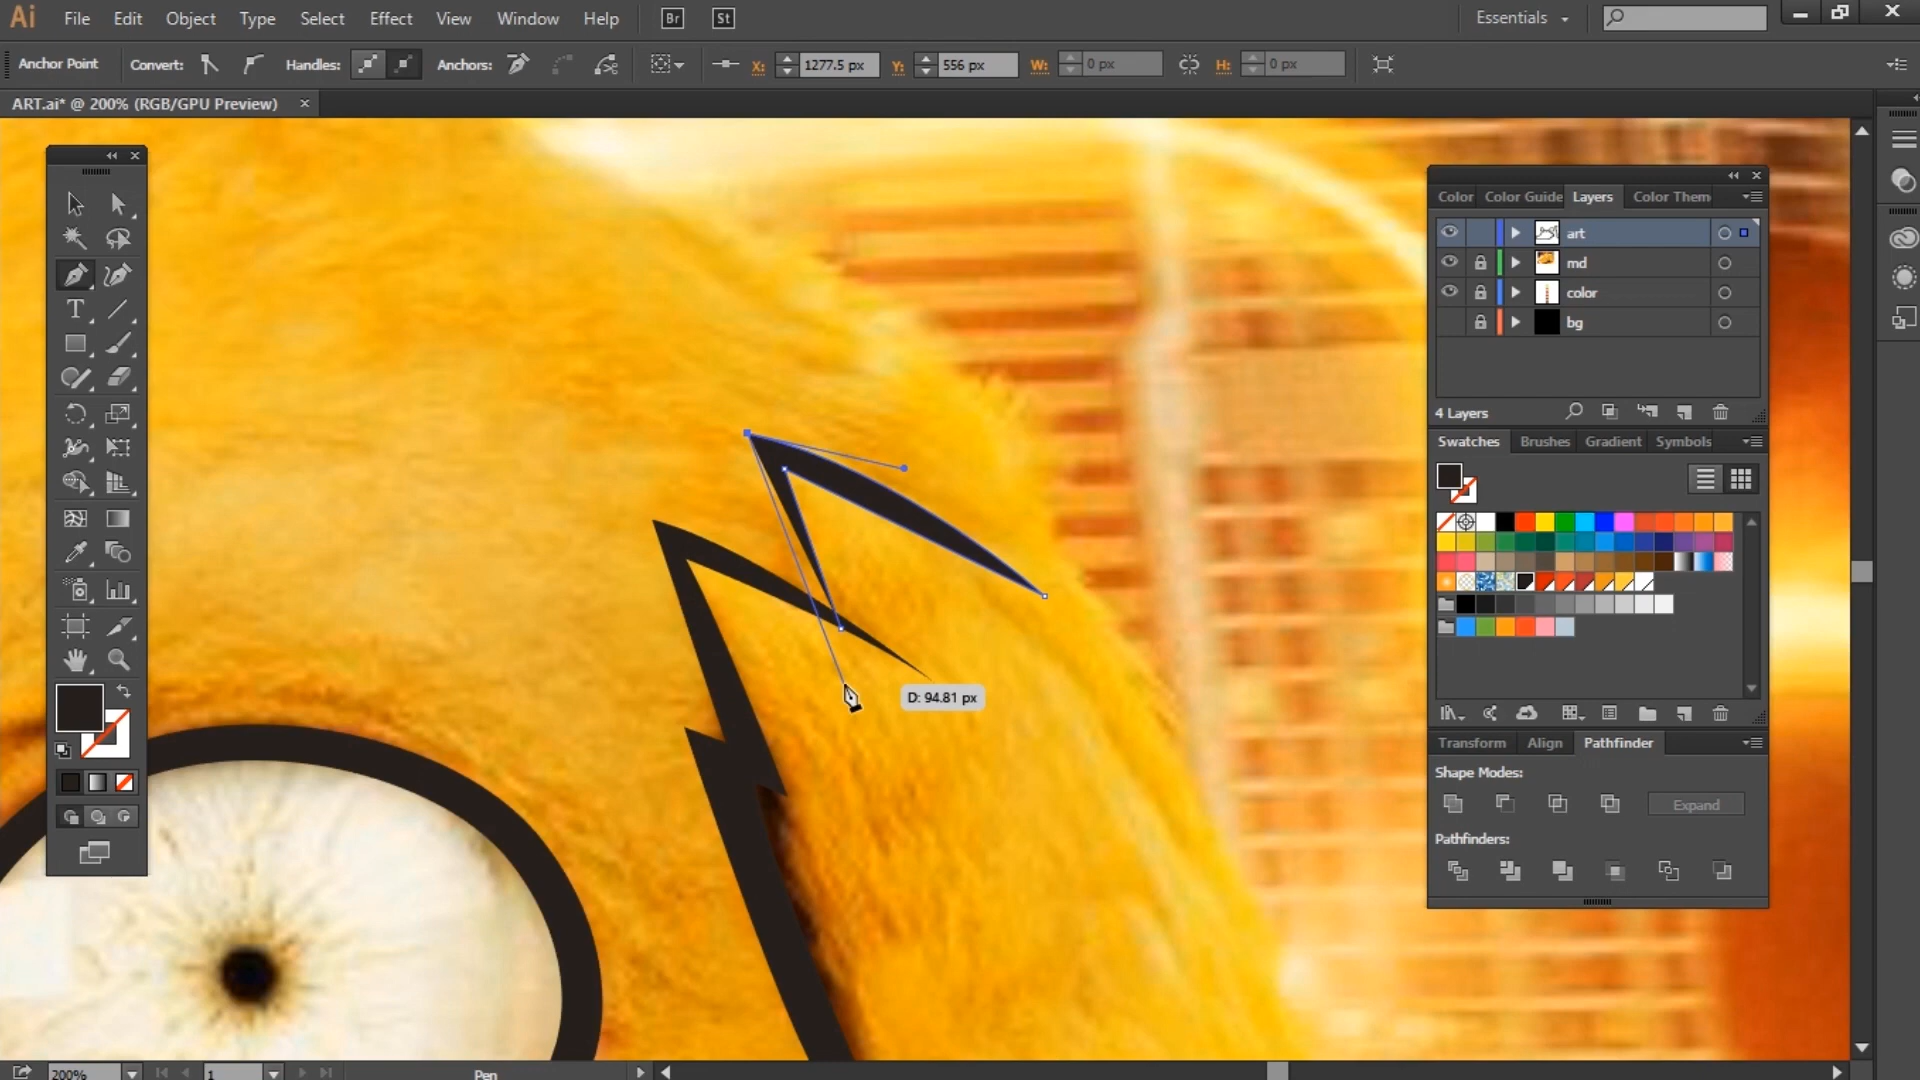 Ai File Edit Object Type Select Effect View Window Help Br St Essentials
Anchor Point Convert: Handles: Anchors: X: 1277.5 px Y: 556 px W: 0 px H: 0 px
ART.ai* @ 200% (RGB/GPU Preview)
Color Color Guide Layers Color Them
art
md
color
bg
4 Layers
Swatches Brushes Gradient Symbols
D: 94.81 px
Transform Align Pathfinder
Shape Modes:
Expand
Pathfinders:
200% 1 Pen